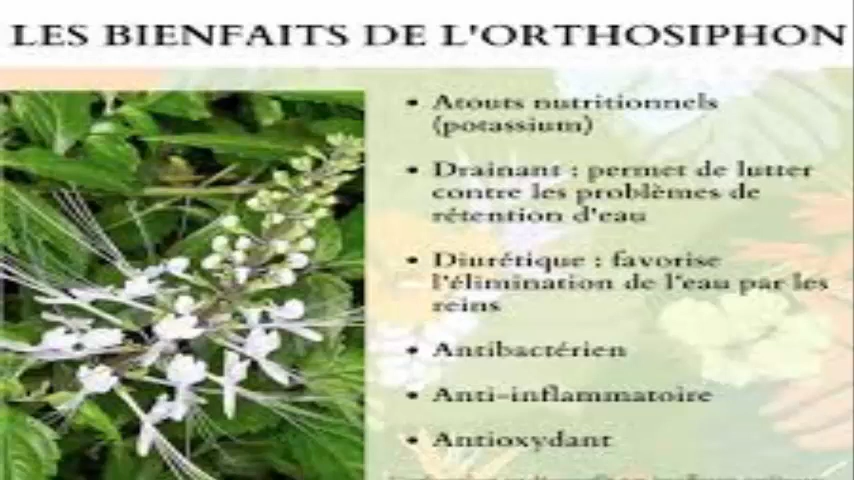 LES BIENFAITS DE L'ORTHOSIPHON
• Atouts nutritionnels
(potassium)
• Drainant : permet de lutter
contre les problèmes de
rétention d'eau
• Diurétique : favorise
l'élimination de l'eau par les
reins
• Antibactérien
• Anti-inflammatoire
• Antioxydant